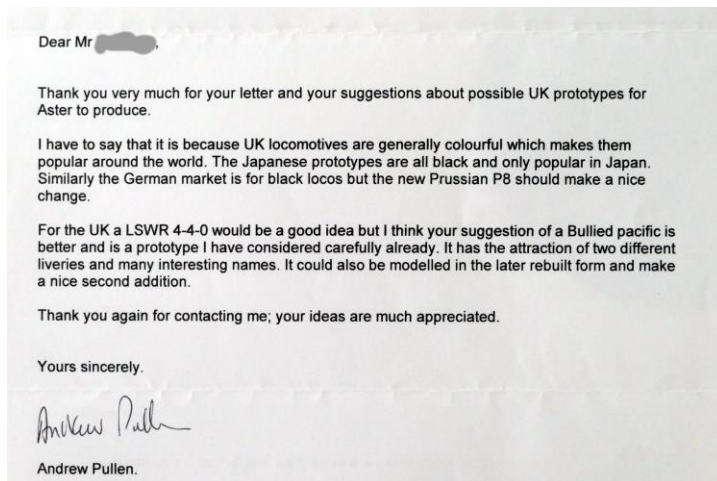 Dear Mr ,
Thank you very much for your letter and your suggestions about possible UK prototypes for
Aster to produce.
I have to say that it is because UK locomotives are generally colourful which makes them
popular around the world. The Japanese prototypes are all black and only popular in Japan.
Similarly the German market is for black locos but the new Prussian P8 should make a nice
change.
For the UK a LSWR 4-4-0 would be a good idea but I think your suggestion of a Bullied pacific is
better and is a prototype I have considered carefully already. It has the attraction of two different
liveries and many interesting names. It could also be modelled in the later rebuilt form and make
a nice second addition.
Thank you again for contacting me; your ideas are much appreciated.
Yours sincerely.
Andrew Pullen
Andrew Pullen.